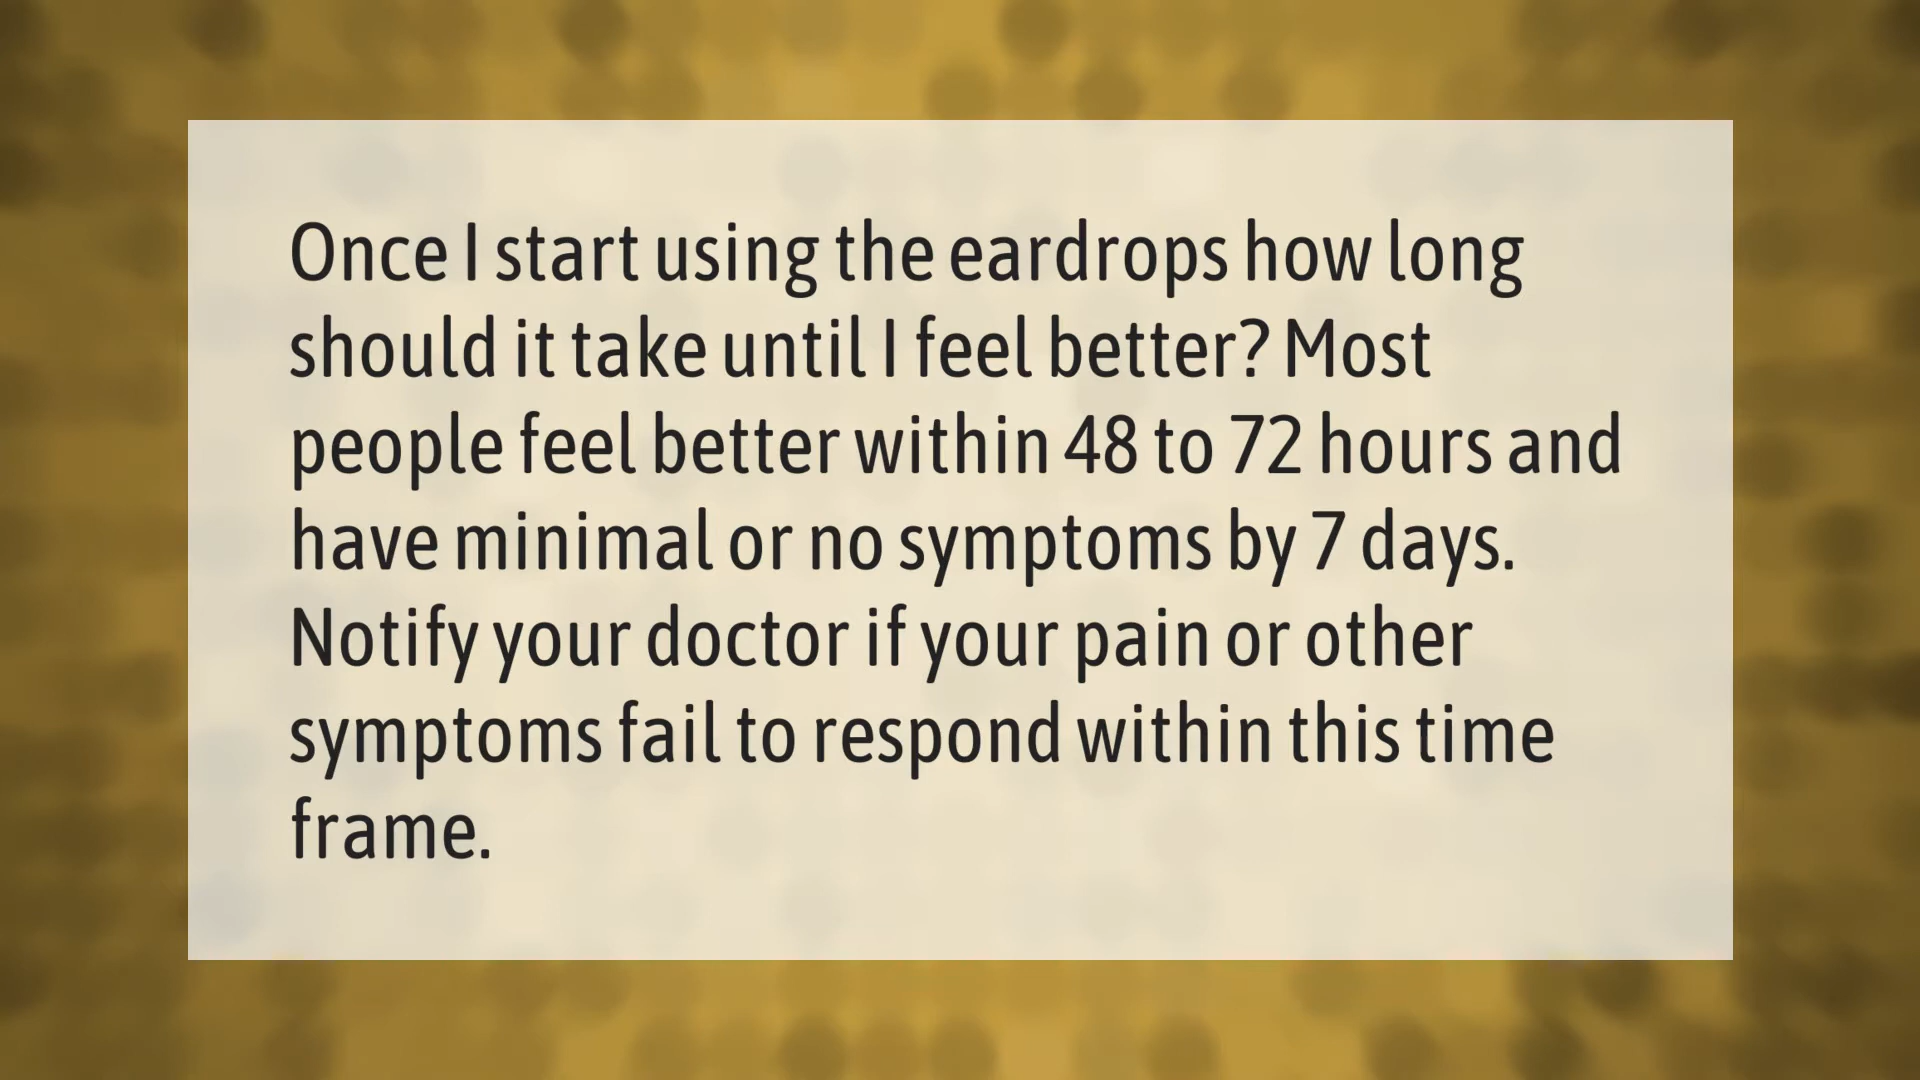 Once I start using the eardrops how long
should it take until I feel better? Most
people feel better within 48 to 72 hours and
have minimal or no symptoms by 7 days.
Notify your doctor if your pain or other
symptoms fail to respond within this time
frame.